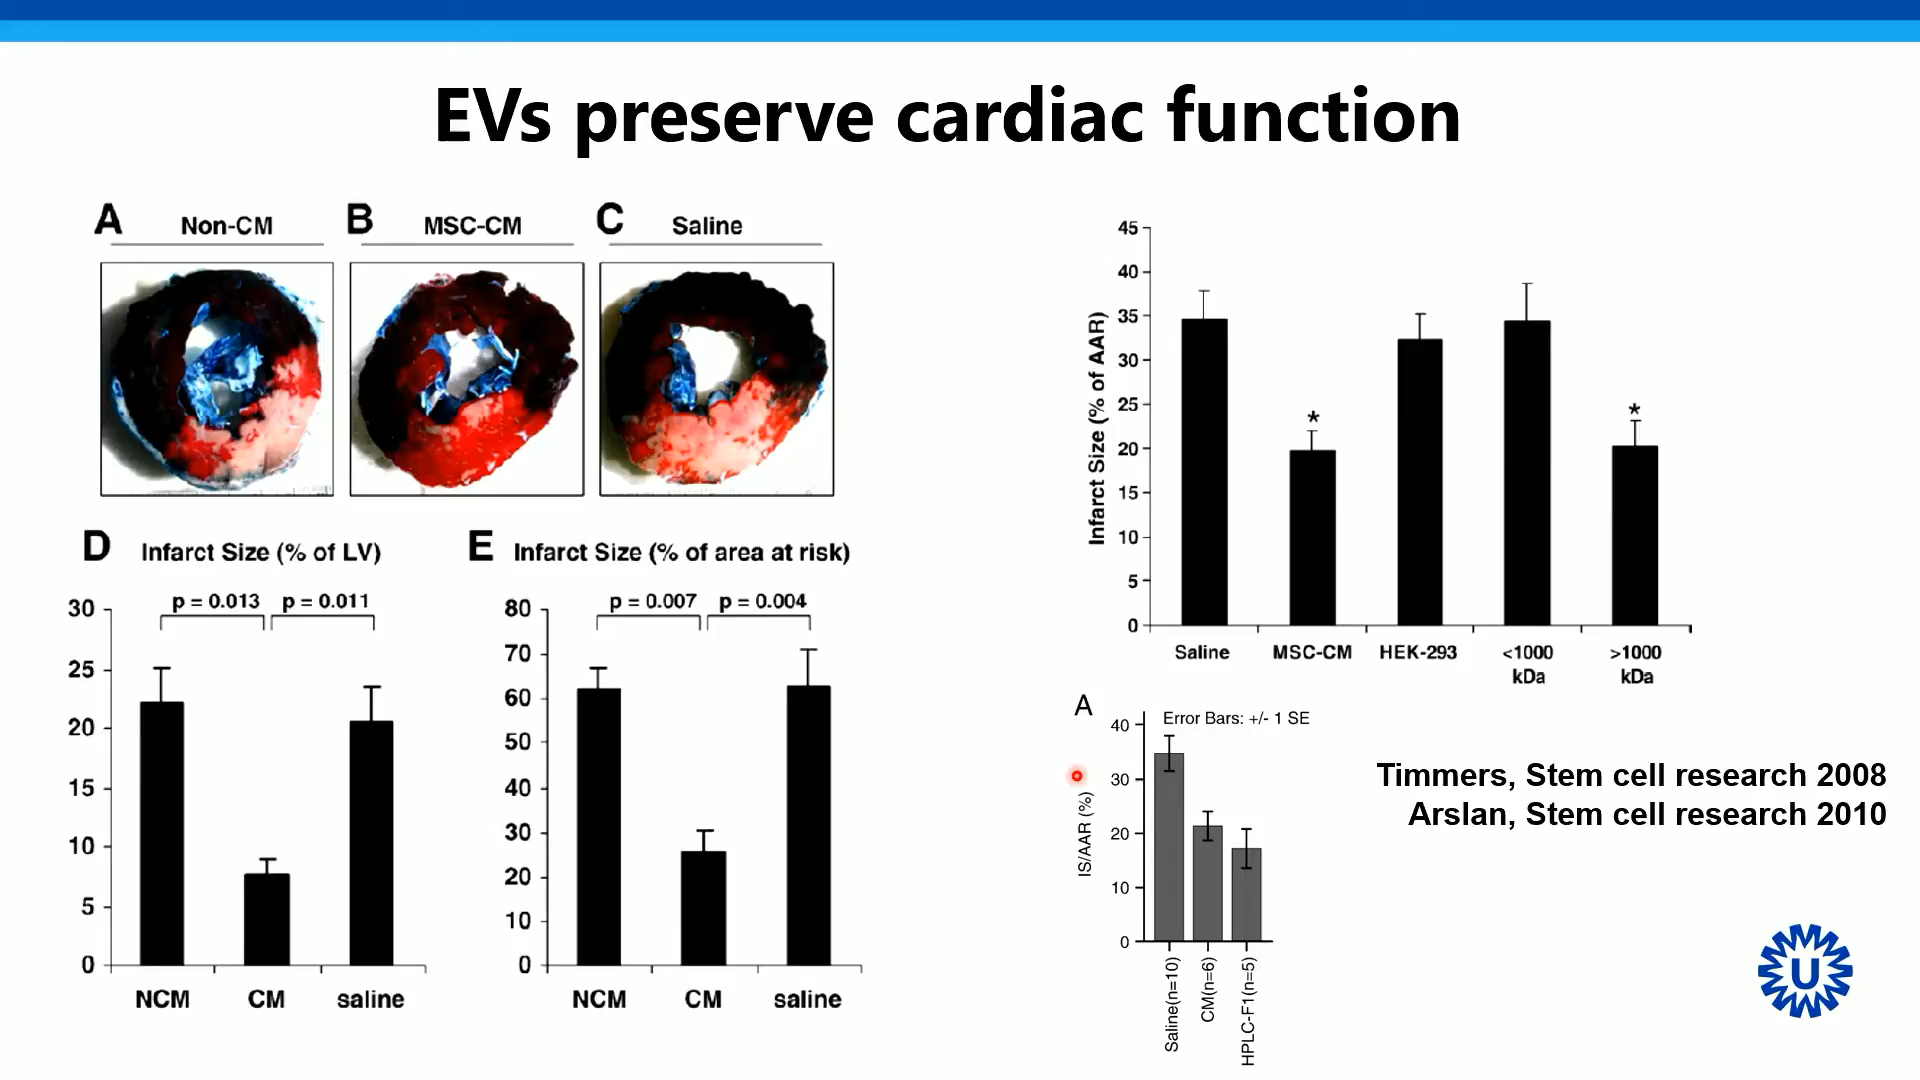 EVs preserve cardiac function
A Non-CM
B MSC-CM
C Saline
D Infarct Size (% of LV)
p = 0.013 p = 0.011
30
25
20
15
10
5
0
NCM CM saline
E Infarct Size (% of area at risk)
p = 0.007 p = 0.004
80
70
60
50
40
30
20
10
0
NCM CM saline
Infarct Size (% of AAR)
45
40
35
30
25
20
15
10
5
0
* *
Saline MSC-CM HEK-293 <1000 kDa >1000 kDa
A
Error Bars: +/- 1 SE
IS/AAR (%)
40
30
20
10
0
Saline(n=10)
CM(n=6)
HPLC-F1(n=5)
Timmers, Stem cell research 2008
Arslan, Stem cell research 2010
U